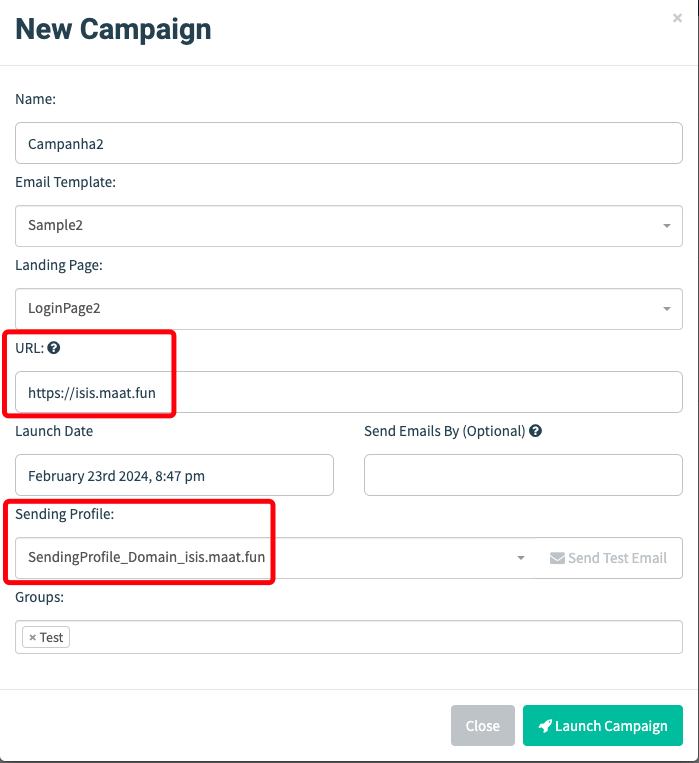 New Campaign
×
Name:
Campanha2
Email Template:
Sample2
Landing Page:
LoginPage2
URL: ?
https://isis.maat.fun
Launch Date
Send Emails By (Optional) ?
February 23rd 2024, 8:47 pm
Sending Profile:
SendingProfile_Domain_isis.maat.fun
Send Test Email
Groups:
× Test
Close
Launch Campaign